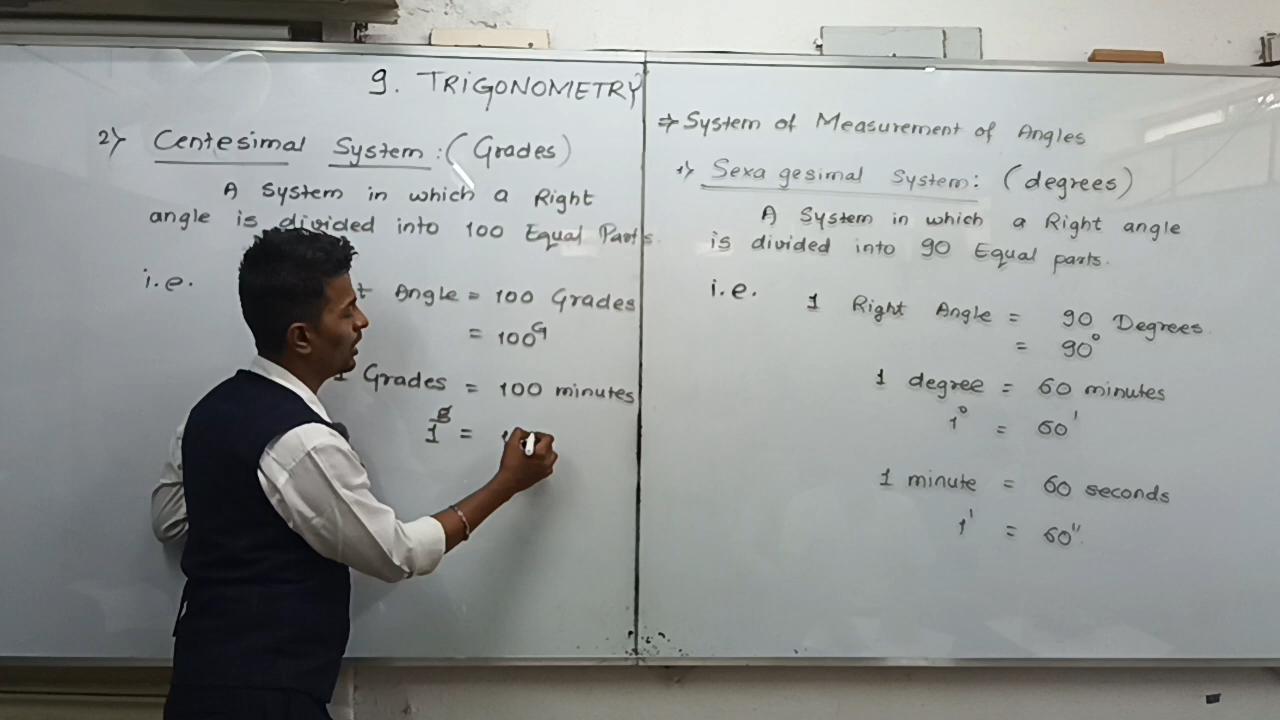 9. TRIGONOMETRY
2) Centesimal System : (Grades)
A System in which a Right
angle is divided into 100 Equal Parts.
i.e. Angle = 100 Grades
= 100ᴳ
1 Grades = 100 minutes
1ᵍ =
⇒ System of Measurement of Angles
1) Sexagesimal System : (degrees)
A System in which a Right angle
is divided into 90 Equal parts.
i.e. 1 Right Angle = 90 Degrees
= 90°
1 degree = 60 minutes
1° = 60'
1 minute = 60 seconds
1' = 60"